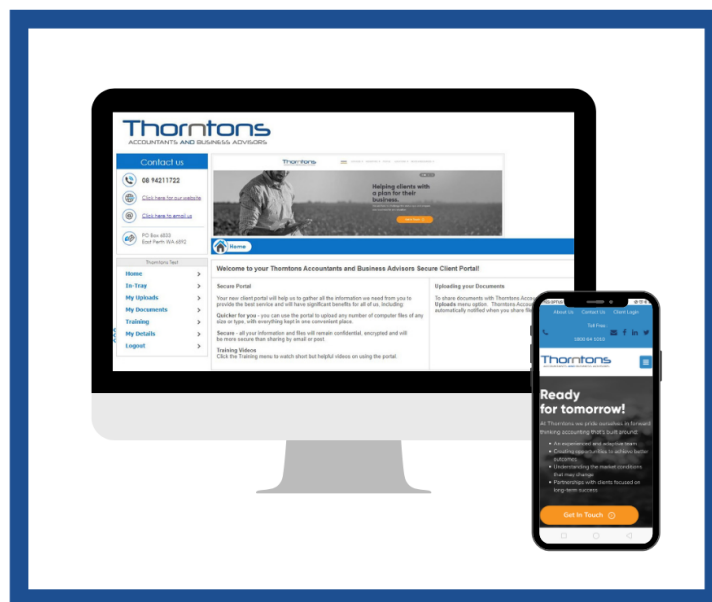 Thorntons
ACCOUNTANTS AND BUSINESS ADVISORS
Contact us
08 94211722
Click here for our website
Click here to email us
PO Box 6833
East Perth WA 6892
Thorntons
Helping clients with
a plan for their
business.
Home
Thorntons Test
Home
In-Tray
My Uploads
My Documents
Training
My Details
Logout
Welcome to your Thorntons Accountants and Business Advisors Secure Client Portal!
Secure Portal
Your new client portal will help us to gather all the information we need from you to
provide the best service and will have significant benefits for all of us, including:
Quicker for you - you can use the portal to upload any number of computer files of any
size or type, with everything kept in one convenient place.
Secure - all your information and files will remain confidential, encrypted and will
be more secure than sharing by email or post.
Training Videos
Click the Training menu to watch short but helpful videos on using the portal
Uploading your Documents
To share documents with Thorntons Acco
Uploads menu option. Thorntons Accou
automatically notified when you share file
About Us Contact Us Client Login
Toll Free
Thorntons
Ready
for tomorrow!
At Thorntons we pride ourselves in forward
thinking accounting that's built around:
An experienced and adaptive team
Creating opportunities to achieve better
outcomes
Understanding the market conditions
that may change
Partnerships with clients focused on
long-term success
Get In Touch